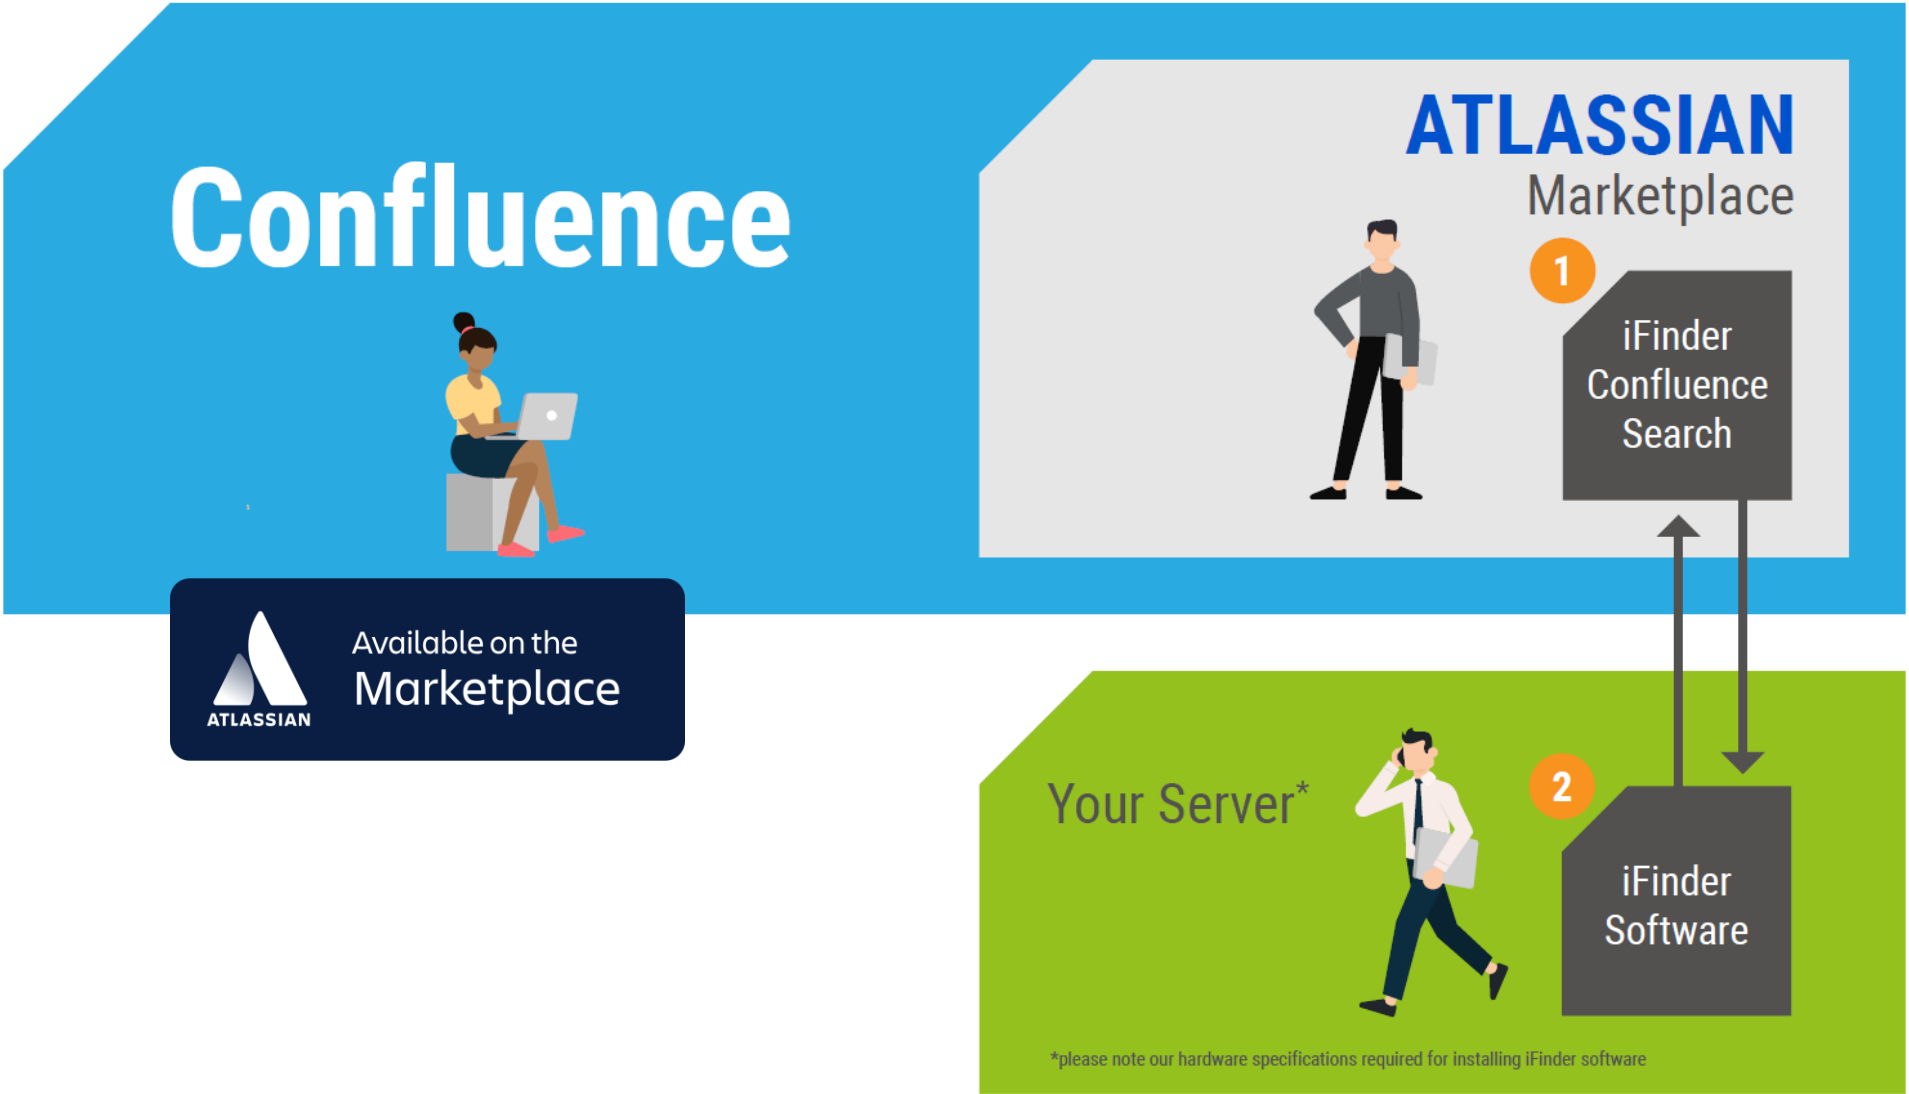 Confluence
ATLASSIAN
Marketplace
1
iFinder
Confluence
Search
Available on the
Marketplace
ATLASSIAN
Your Server*
2
iFinder
Software
*please note our hardware specifications required for installing iFinder software